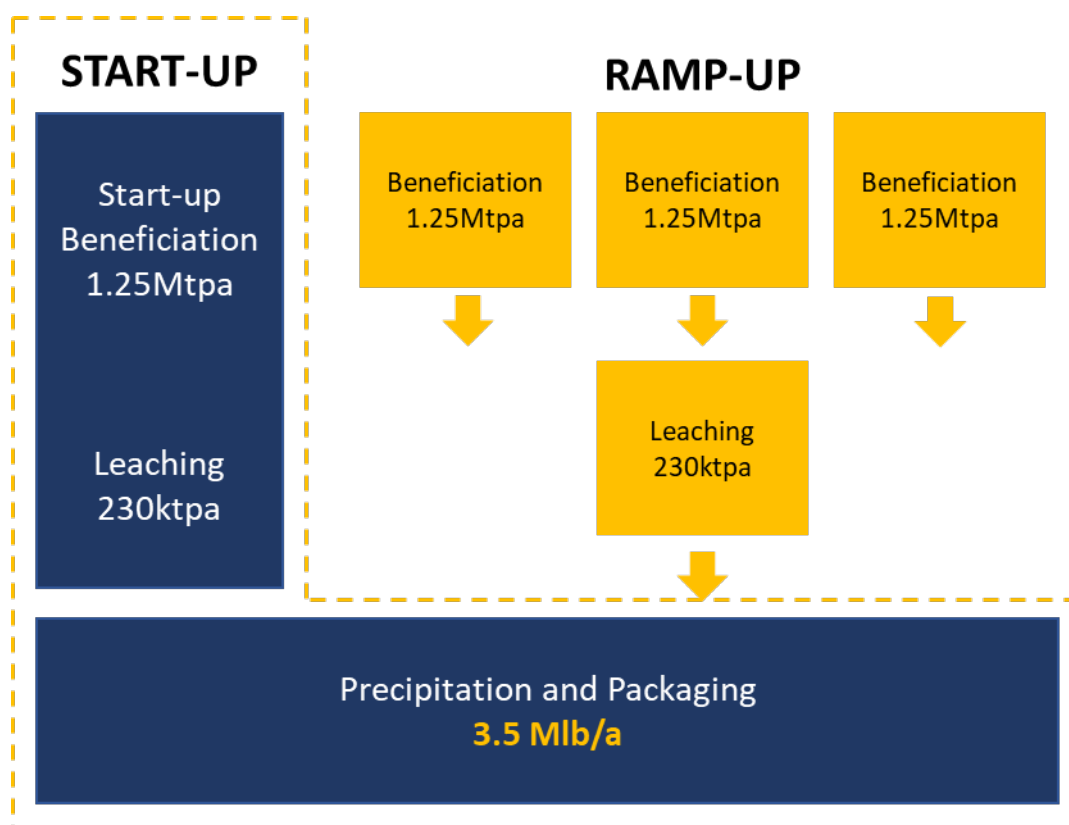 START-UP
RAMP-UP
Start-up
Beneficiation
1.25Mtpa
Leaching
230ktpa
Beneficiation
1.25Mtpa
Beneficiation
1.25Mtpa
Beneficiation
1.25Mtpa
Leaching
230ktpa
Precipitation and Packaging
3.5 Mlb/a